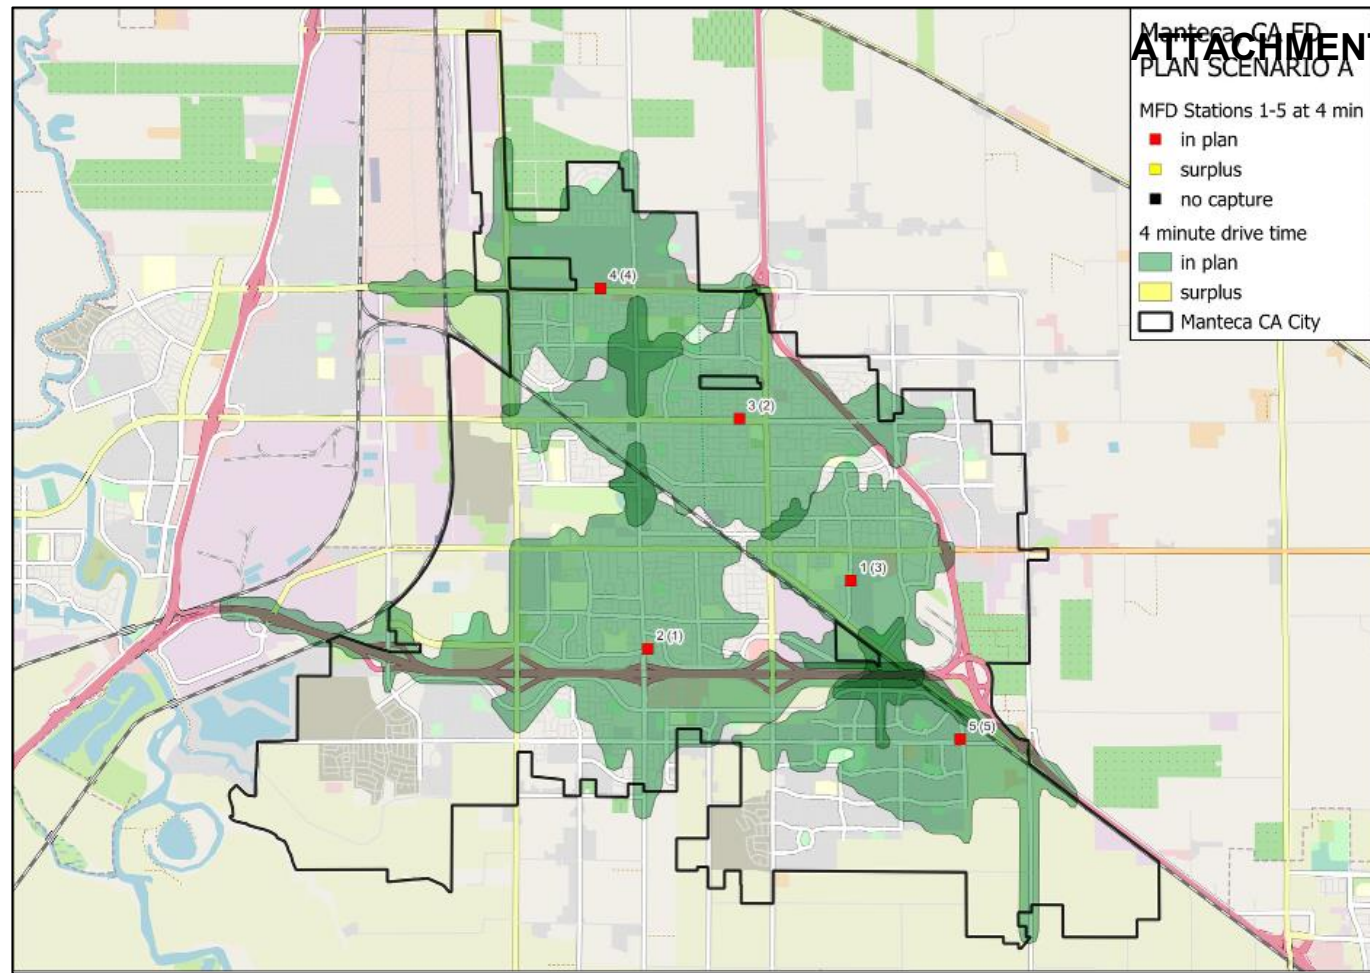 Manteca, CA FD
ATTACHMENT
PLAN SCENARIO A
MFD Stations 1-5 at 4 min
in plan
surplus
no capture
4 minute drive time
in plan
surplus
Manteca CA City
4 (4)
3 (2)
1 (3)
2 (1)
5 (5)